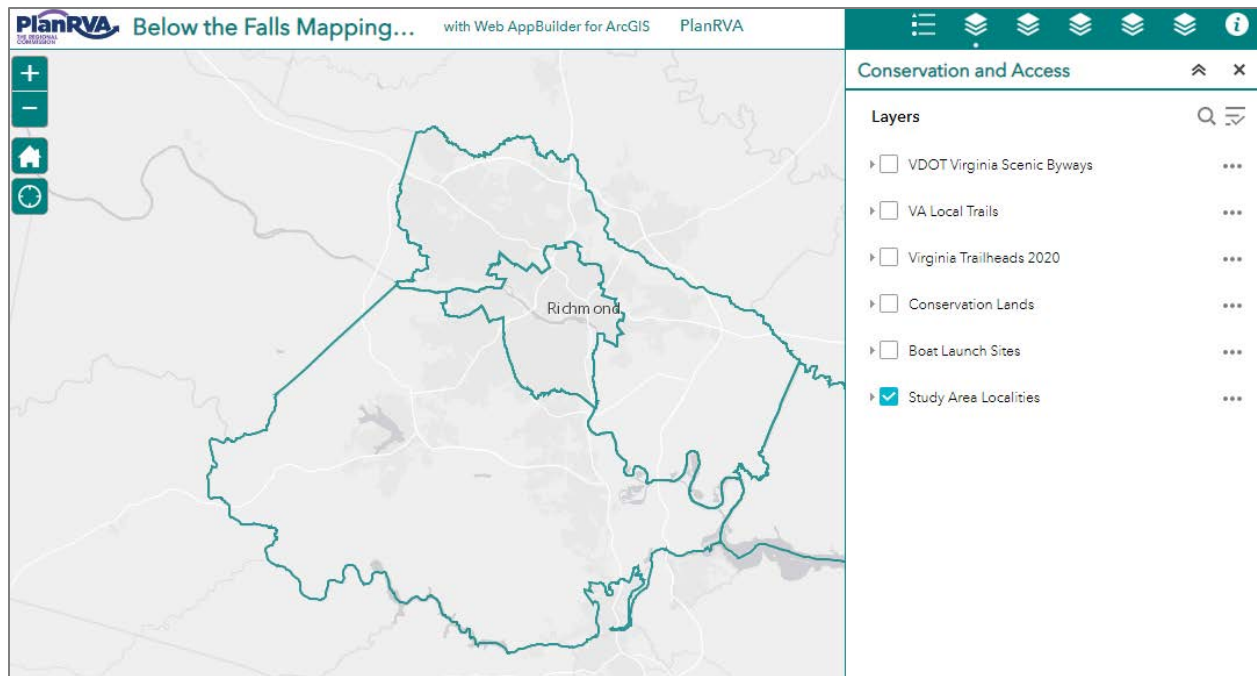 PlanRVA
THE REGIONAL
COMMISSION
Below the Falls Mapping... with Web AppBuilder for ArcGIS PlanRVA
Conservation and Access
Layers
VDOT Virginia Scenic Byways
VA Local Trails
Virginia Trailheads 2020
Conservation Lands
Boat Launch Sites
Study Area Localities
Richmond